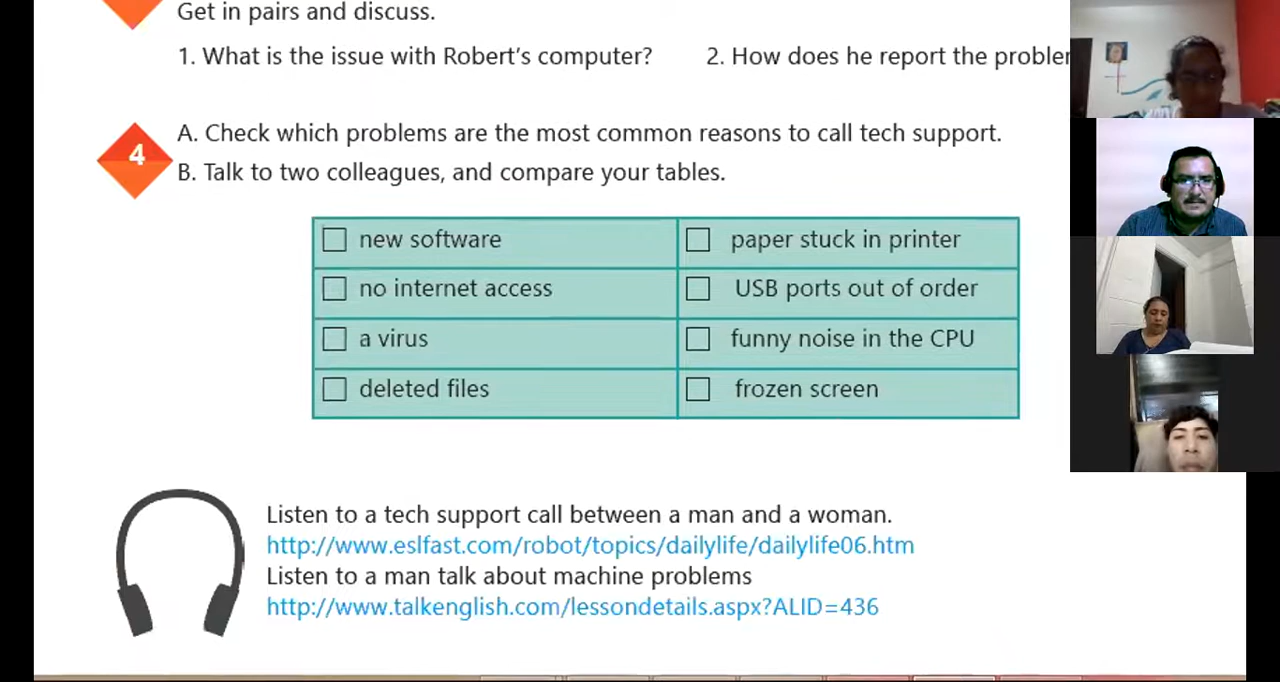 Get in pairs and discuss.
1. What is the issue with Robert's computer? 2. How does he report the
4
A. Check which problems are the most common reasons to call tech support.
B. Talk to two colleagues, and compare your tables.
new software paper stuck in printer
no internet access USB ports out of order
a virus funny noise in the CPU
deleted files frozen screen
Listen to a tech support call between a man and a woman.
http://www.eslfast.com/robot/topics/dailylife/dailylife06.htm
Listen to a man talk about machine problems
http://www.talkenglish.com/lessondetails.aspx?ALID=436